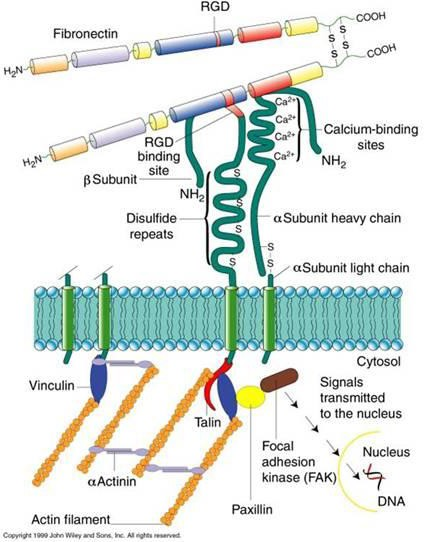 RGD
Fibronectin
COOH
S
S
S
S
COOH
H₂N
Ca²⁺
Ca²⁺
Ca²⁺
Ca²⁺
Calcium-binding
sites
RGD
binding
site
H₂N
NH₂
β Subunit
NH₂
S
S
S
S
Disulfide
repeats
α Subunit heavy chain
S
S
α Subunit light chain
Cytosol
Vinculin
Talin
Signals
transmitted
to the nucleus
Focal
adhesion
kinase (FAK)
Nucleus
α Actinin
DNA
Paxillin
Actin filament
Copyright 1999 John Wiley and Sons, Inc. All rights reserved.